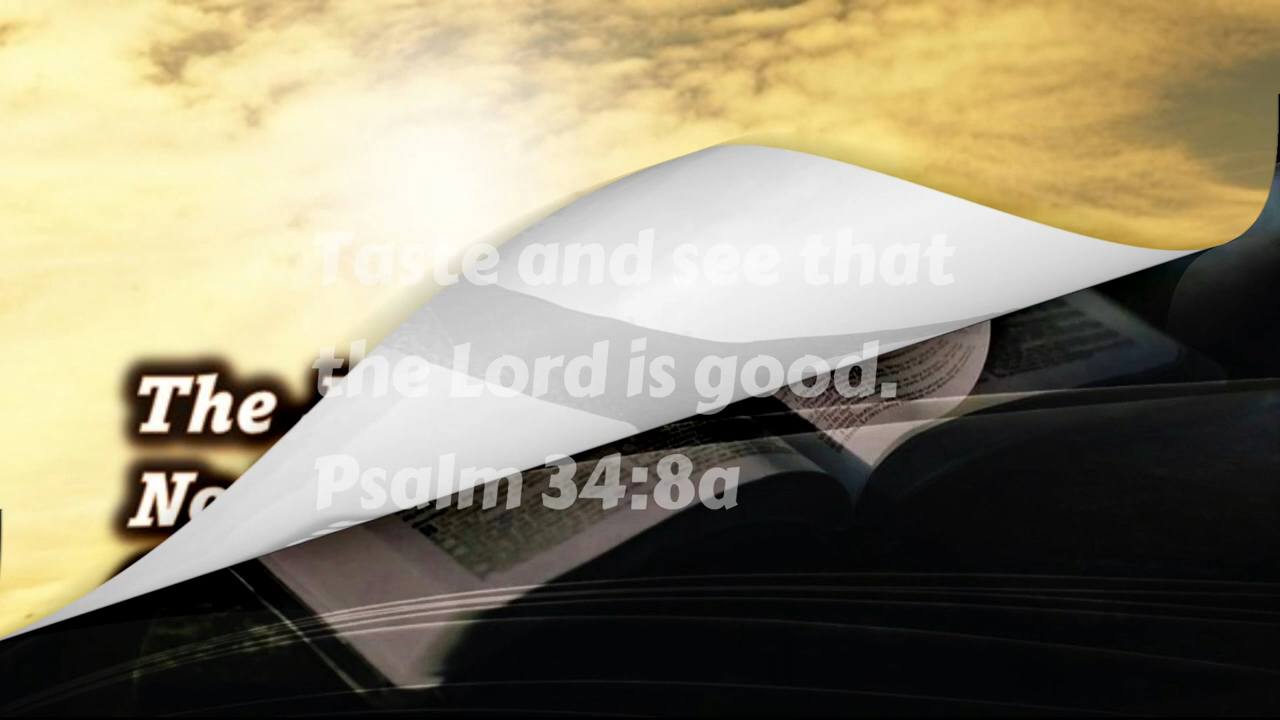 Taste and see that
the Lord is good.
The
Psalm 34:8a